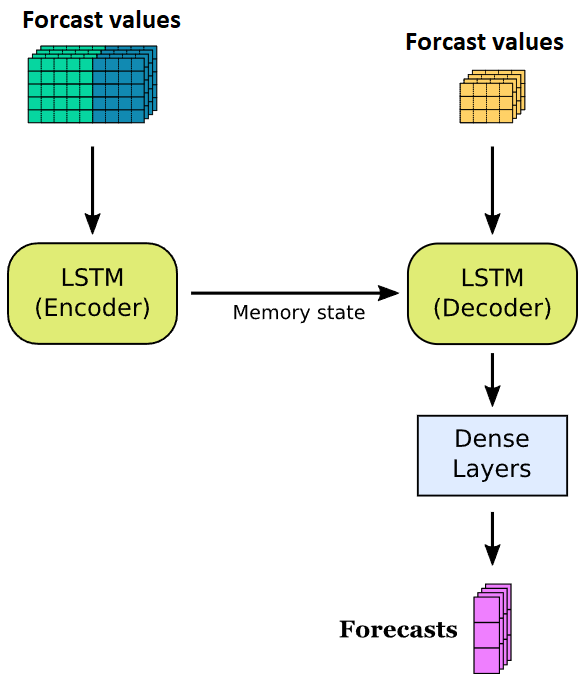 Forcast values
Forcast values
LSTM
(Encoder)
Memory state
LSTM
(Decoder)
Dense
Layers
Forecasts